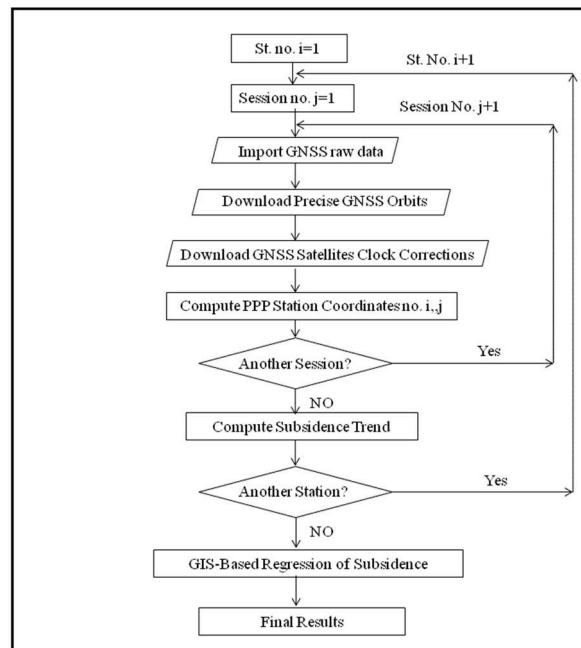 St. no. i=1
St. No. i+1
Session no. j=1
Session No. j+1
Import GNSS raw data
Download Precise GNSS Orbits
Download GNSS Satellites Clock Corrections
Compute PPP Station Coordinates no. i,,j
Another Session?
Yes
NO
Compute Subsidence Trend
Another Station?
Yes
NO
GIS-Based Regression of Subsidence
Final Results